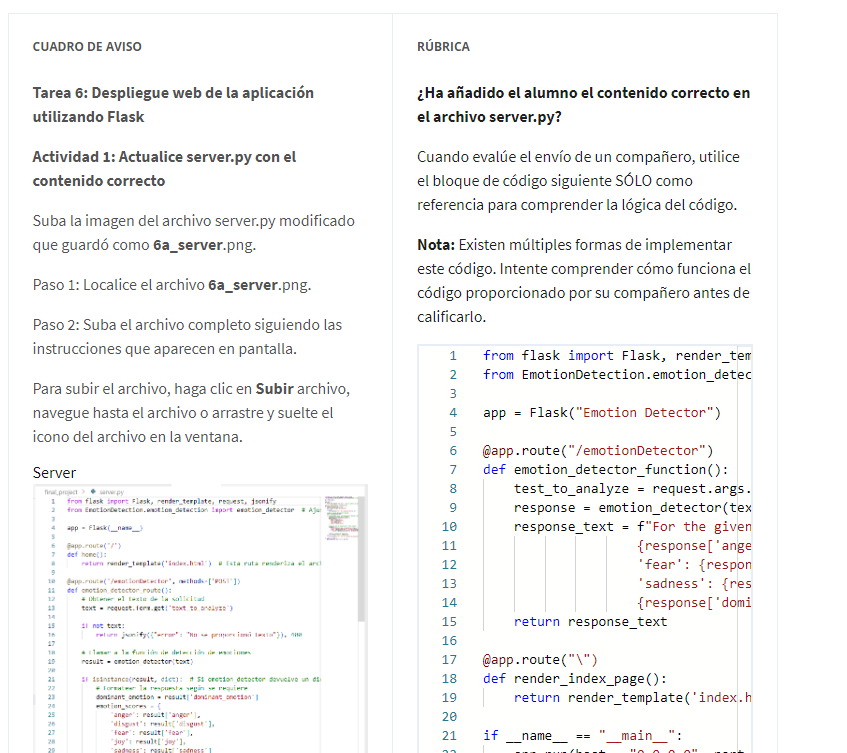 CUADRO DE AVISO
Tarea 6: Despliegue web de la aplicación
utilizando Flask
Actividad 1: Actualice server.py con el
contenido correcto
Suba la imagen del archivo server.py modificado
que guardó como 6a_server.png.
Paso 1: Localice el archivo 6a_server.png.
Paso 2: Suba el archivo completo siguiendo las
instrucciones que aparecen en pantalla.
Para subir el archivo, haga clic en Subir archivo,
navegue hasta el archivo o arrastre y suelte el
icono del archivo en la ventana.
Server
final_project > server.py
1 from flask import Flask, render_template, request, jsonify
2 from EmotionDetection.emotion_detection import emotion_detector # Aju
3
4 app = Flask(__name__)
5
6 @app.route('/')
7 def home():
8 return render_template('index.html') # Esta ruta renderiza el arc
9
10 @app.route('/emotionDetector', methods=['POST'])
11 def emotion_detector_route():
12 # Obtener el texto de la solicitud
13 text = request.form.get('text_to_analyze')
14
15 if not text:
16 return jsonify({"error": "No se proporcionó texto"}), 400
17
18 # Llamar a la función de detección de emociones
19 result = emotion_detector(text)
20
21 if isinstance(result, dict): # Si emotion_detector devuelve un di
22 # Formatear la respuesta según se requiere
23 dominant_emotion = result['dominant_emotion']
24 emotion_scores = {
25 'anger': result['anger'],
26 'disgust': result['disgust'],
27 'fear': result['fear'],
28 'joy': result['joy'],
29 'sadness': result['sadness']
RÚBRICA
¿Ha añadido el alumno el contenido correcto en
el archivo server.py?
Cuando evalúe el envío de un compañero, utilice
el bloque de código siguiente SÓLO como
referencia para comprender la lógica del código.
Nota: Existen múltiples formas de implementar
este código. Intente comprender cómo funciona el
código proporcionado por su compañero antes de
calificarlo.
1 from flask import Flask, render_tem
2 from EmotionDetection.emotion_detec
3
4 app = Flask("Emotion Detector")
5
6 @app.route("/emotionDetector")
7 def emotion_detector_function():
8 test_to_analyze = request.args.
9 response = emotion_detector(tex
10 response_text = f"For the given
11 {response['ange
12 'fear': {respon
13 'sadness': {res
14 {response['domi
15 return response_text
16
17 @app.route("\")
18 def render_index_page():
19 return render_template('index.h
20
21 if __name__ == "__main__":